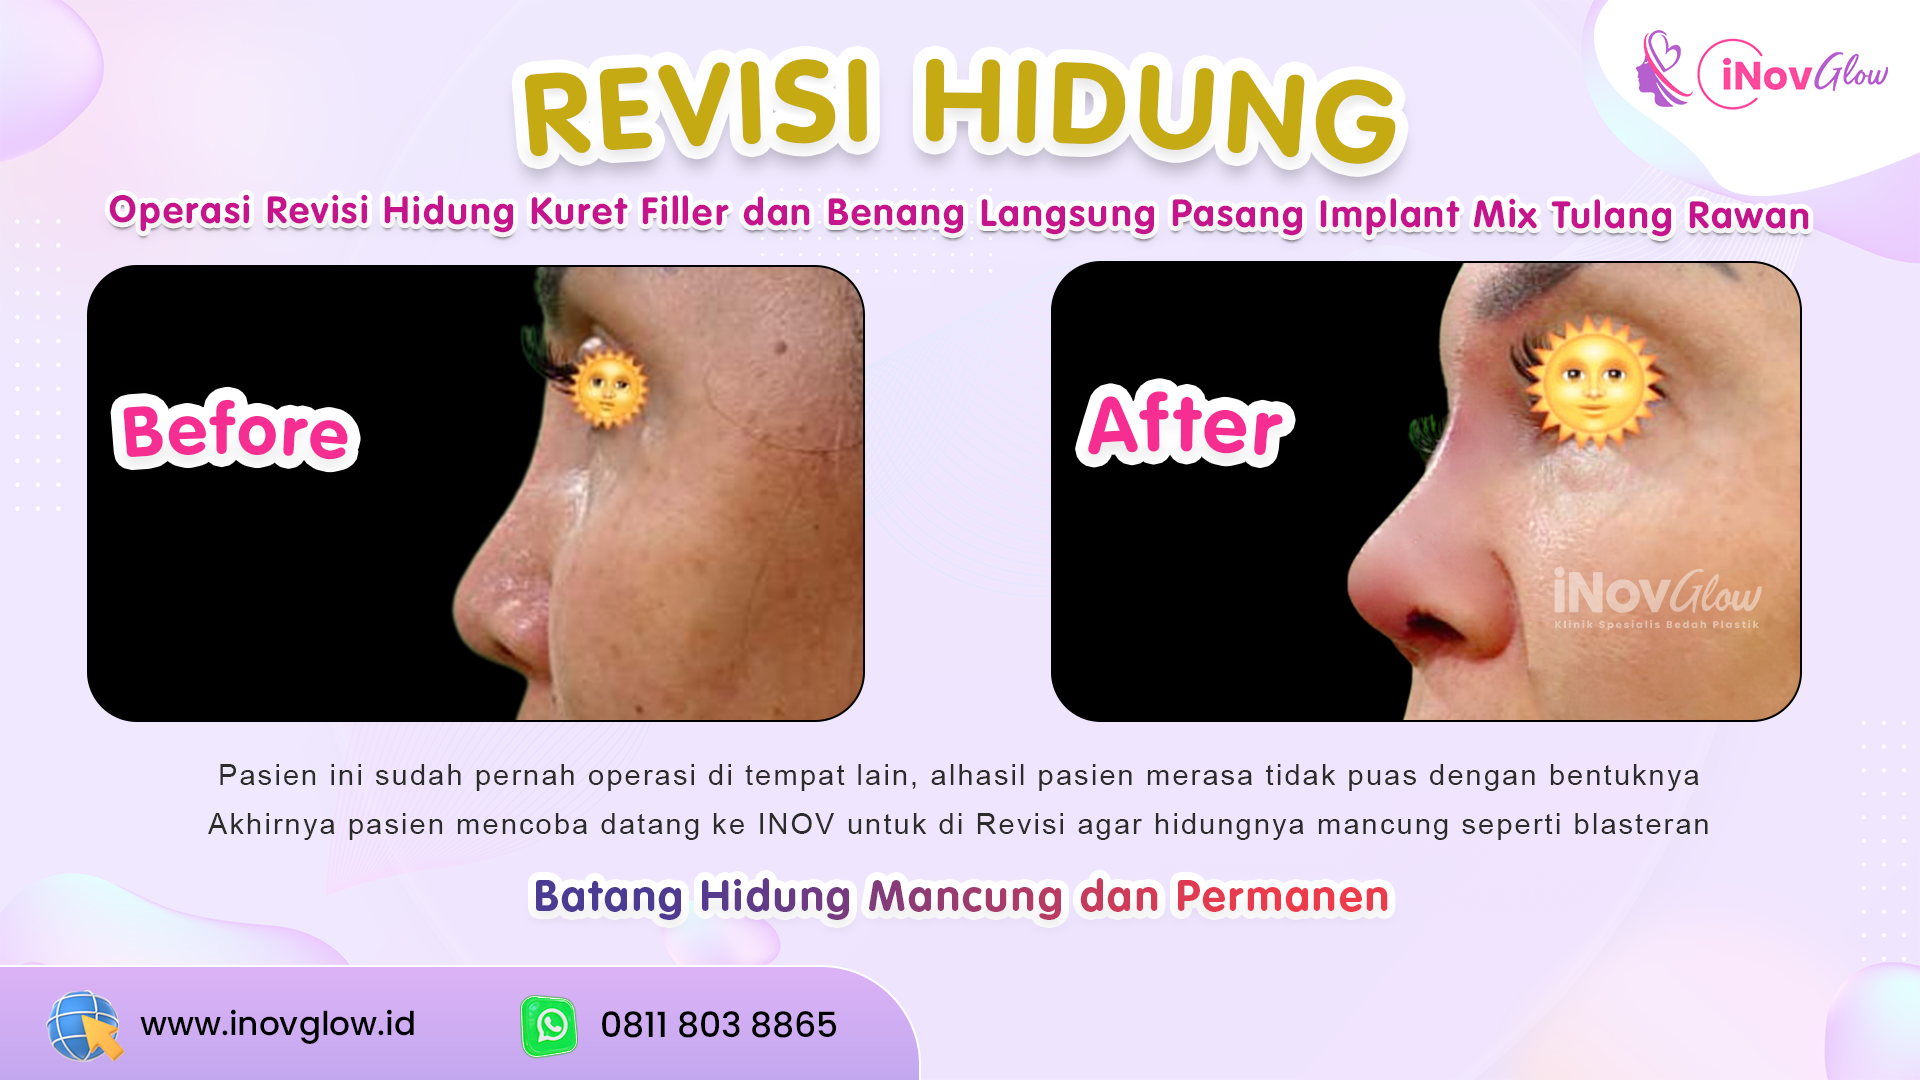 REVISI HIDUNG
iNovGlow
Operasi Revisi Hidung Kuret Filler dan Benang Langsung Pasang Implant Mix Tulang Rawan
Before
After
iNovGlow
Klinik Spesialis Bedah Plastik
Pasien ini sudah pernah operasi di tempat lain, alhasil pasien merasa tidak puas dengan bentuknya
Akhirnya pasien mencoba datang ke INOV untuk di Revisi agar hidungnya mancung seperti blasteran
Batang Hidung Mancung dan Permanen
www.inovglow.id
0811 803 8865